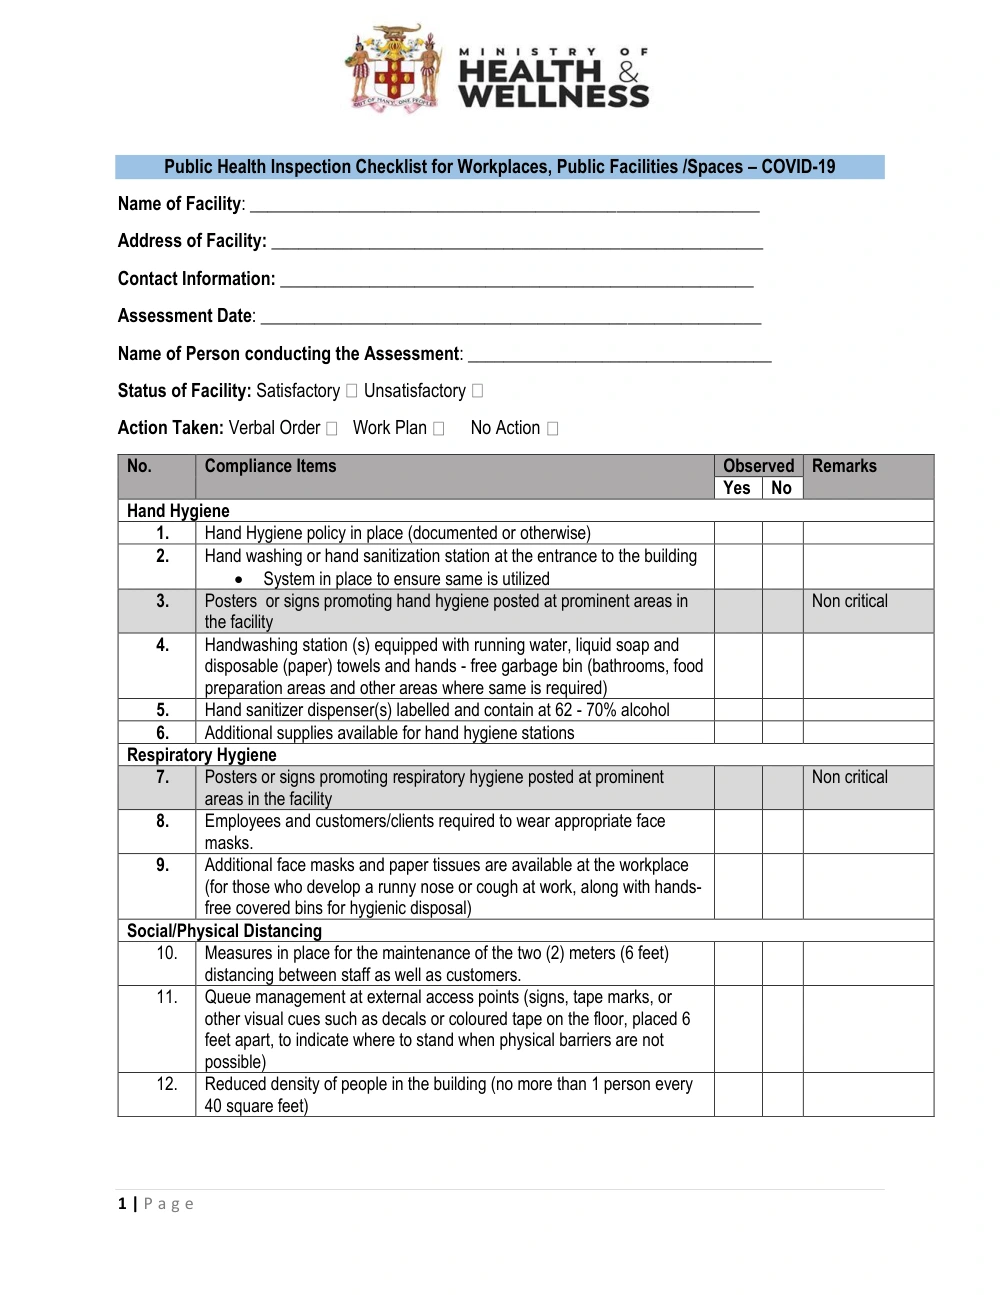 OUT OF MANY, ONE PEOPLE
MINISTRY OF
HEALTH &
WELLNESS
Public Health Inspection Checklist for Workplaces, Public Facilities /Spaces – COVID-19
Name of Facility: ______________________________________________
Address of Facility: ______________________________________________
Contact Information: ______________________________________________
Assessment Date: ______________________________________________
Name of Person conducting the Assessment: ______________________________
Status of Facility: Satisfactory ☐ Unsatisfactory ☐
Action Taken: Verbal Order ☐ Work Plan ☐ No Action ☐
No. Compliance Items Observed Remarks
Yes No
Hand Hygiene
1. Hand Hygiene policy in place (documented or otherwise)
2. Hand washing or hand sanitization station at the entrance to the building
• System in place to ensure same is utilized
3. Posters or signs promoting hand hygiene posted at prominent areas in Non critical
the facility
4. Handwashing station (s) equipped with running water, liquid soap and
disposable (paper) towels and hands - free garbage bin (bathrooms, food
preparation areas and other areas where same is required)
5. Hand sanitizer dispenser(s) labelled and contain at 62 - 70% alcohol
6. Additional supplies available for hand hygiene stations
Respiratory Hygiene
7. Posters or signs promoting respiratory hygiene posted at prominent Non critical
areas in the facility
8. Employees and customers/clients required to wear appropriate face
masks.
9. Additional face masks and paper tissues are available at the workplace
(for those who develop a runny nose or cough at work, along with hands-
free covered bins for hygienic disposal)
Social/Physical Distancing
10. Measures in place for the maintenance of the two (2) meters (6 feet)
distancing between staff as well as customers.
11. Queue management at external access points (signs, tape marks, or
other visual cues such as decals or coloured tape on the floor, placed 6
feet apart, to indicate where to stand when physical barriers are not
possible)
12. Reduced density of people in the building (no more than 1 person every
40 square feet)
1 | Page